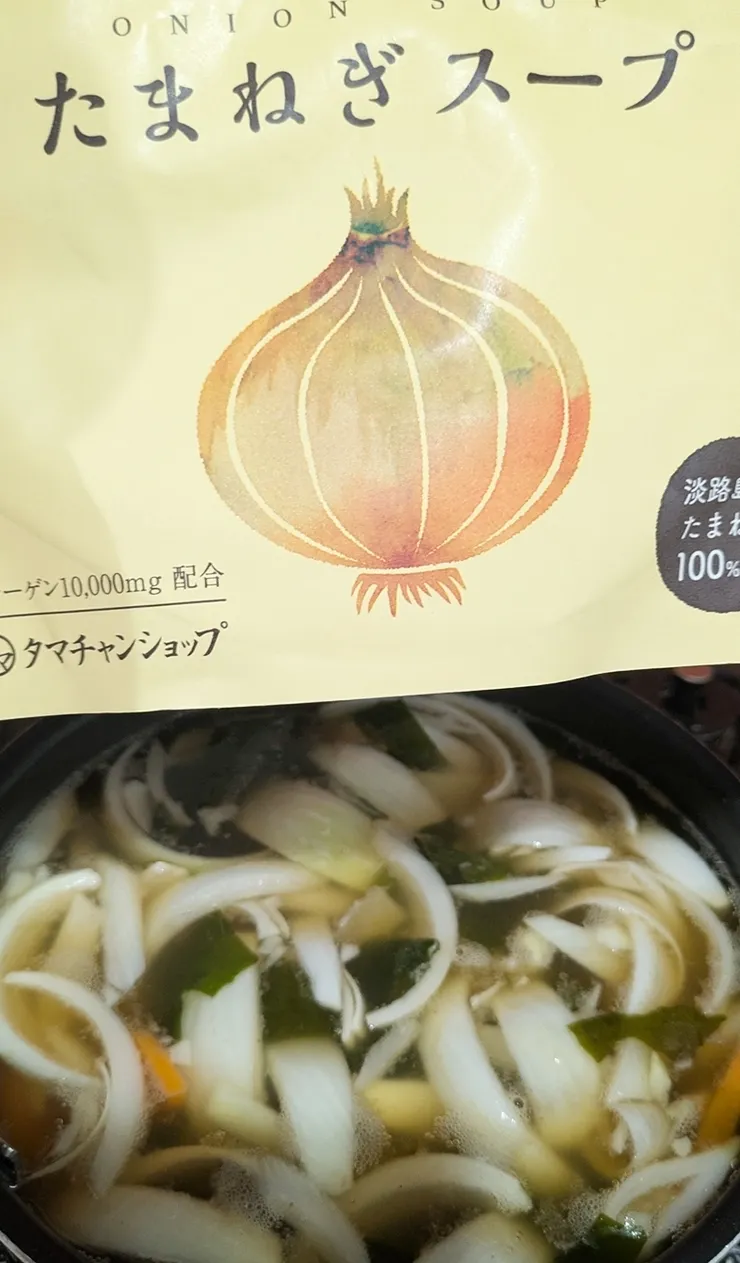 ONION SOUP
たまねぎスープ
淡路島
たまね
100%
ーゲン10,000mg 配合
タマチャンショップ